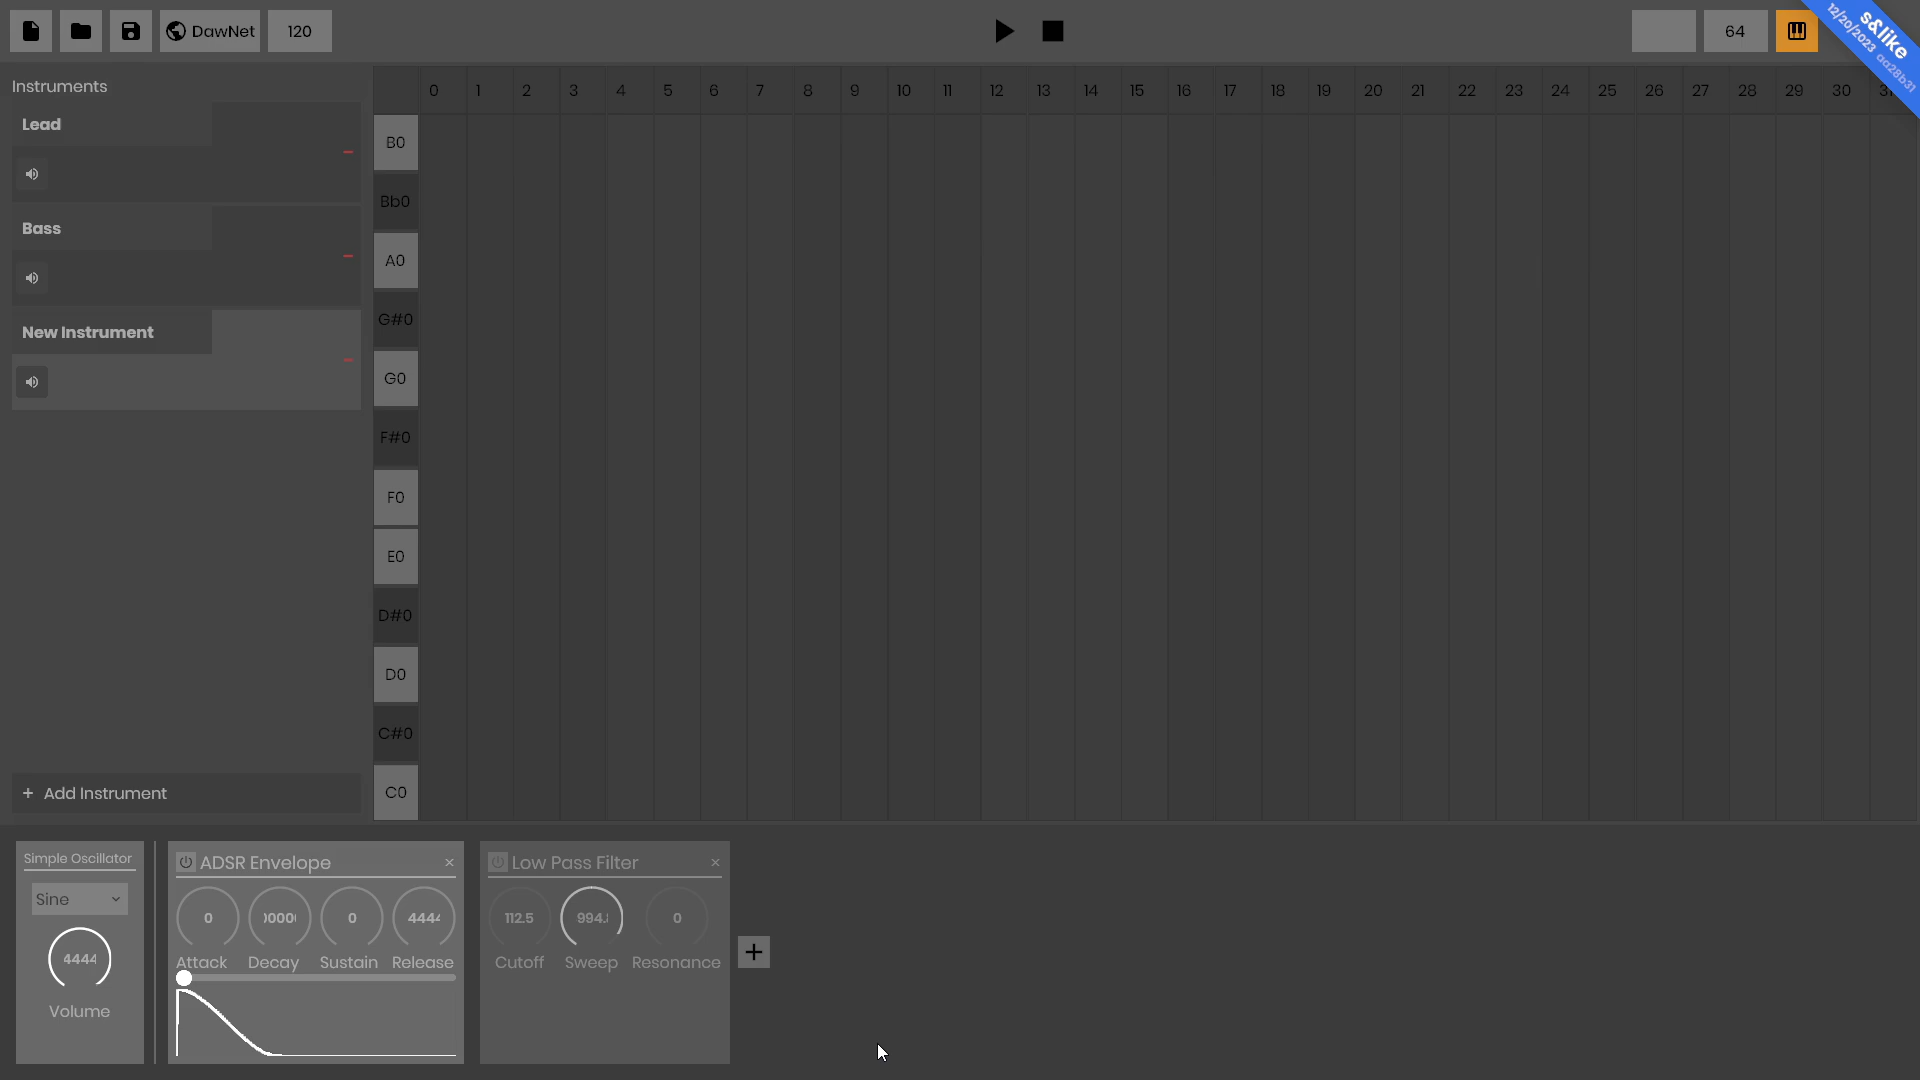 DawNet
120
64
s&like
12/20/2023 aa28b31
Instruments
0 1 2 3 4 5 6 7 8 9 10 11 12 13 14 15 16 17 18 19 20 21 22 23 24 25 26 27 28 29 30 31
Lead
Bass
New Instrument
+ Add Instrument
B0
Bb0
A0
G#0
G0
F#0
F0
E0
D#0
D0
C#0
C0
Simple Oscillator
Sine
4444
Volume
ADSR Envelope ×
0 0000 0 4444
Attack Decay Sustain Release
Low Pass Filter ×
112.5 994. 0
Cutoff Sweep Resonance
+